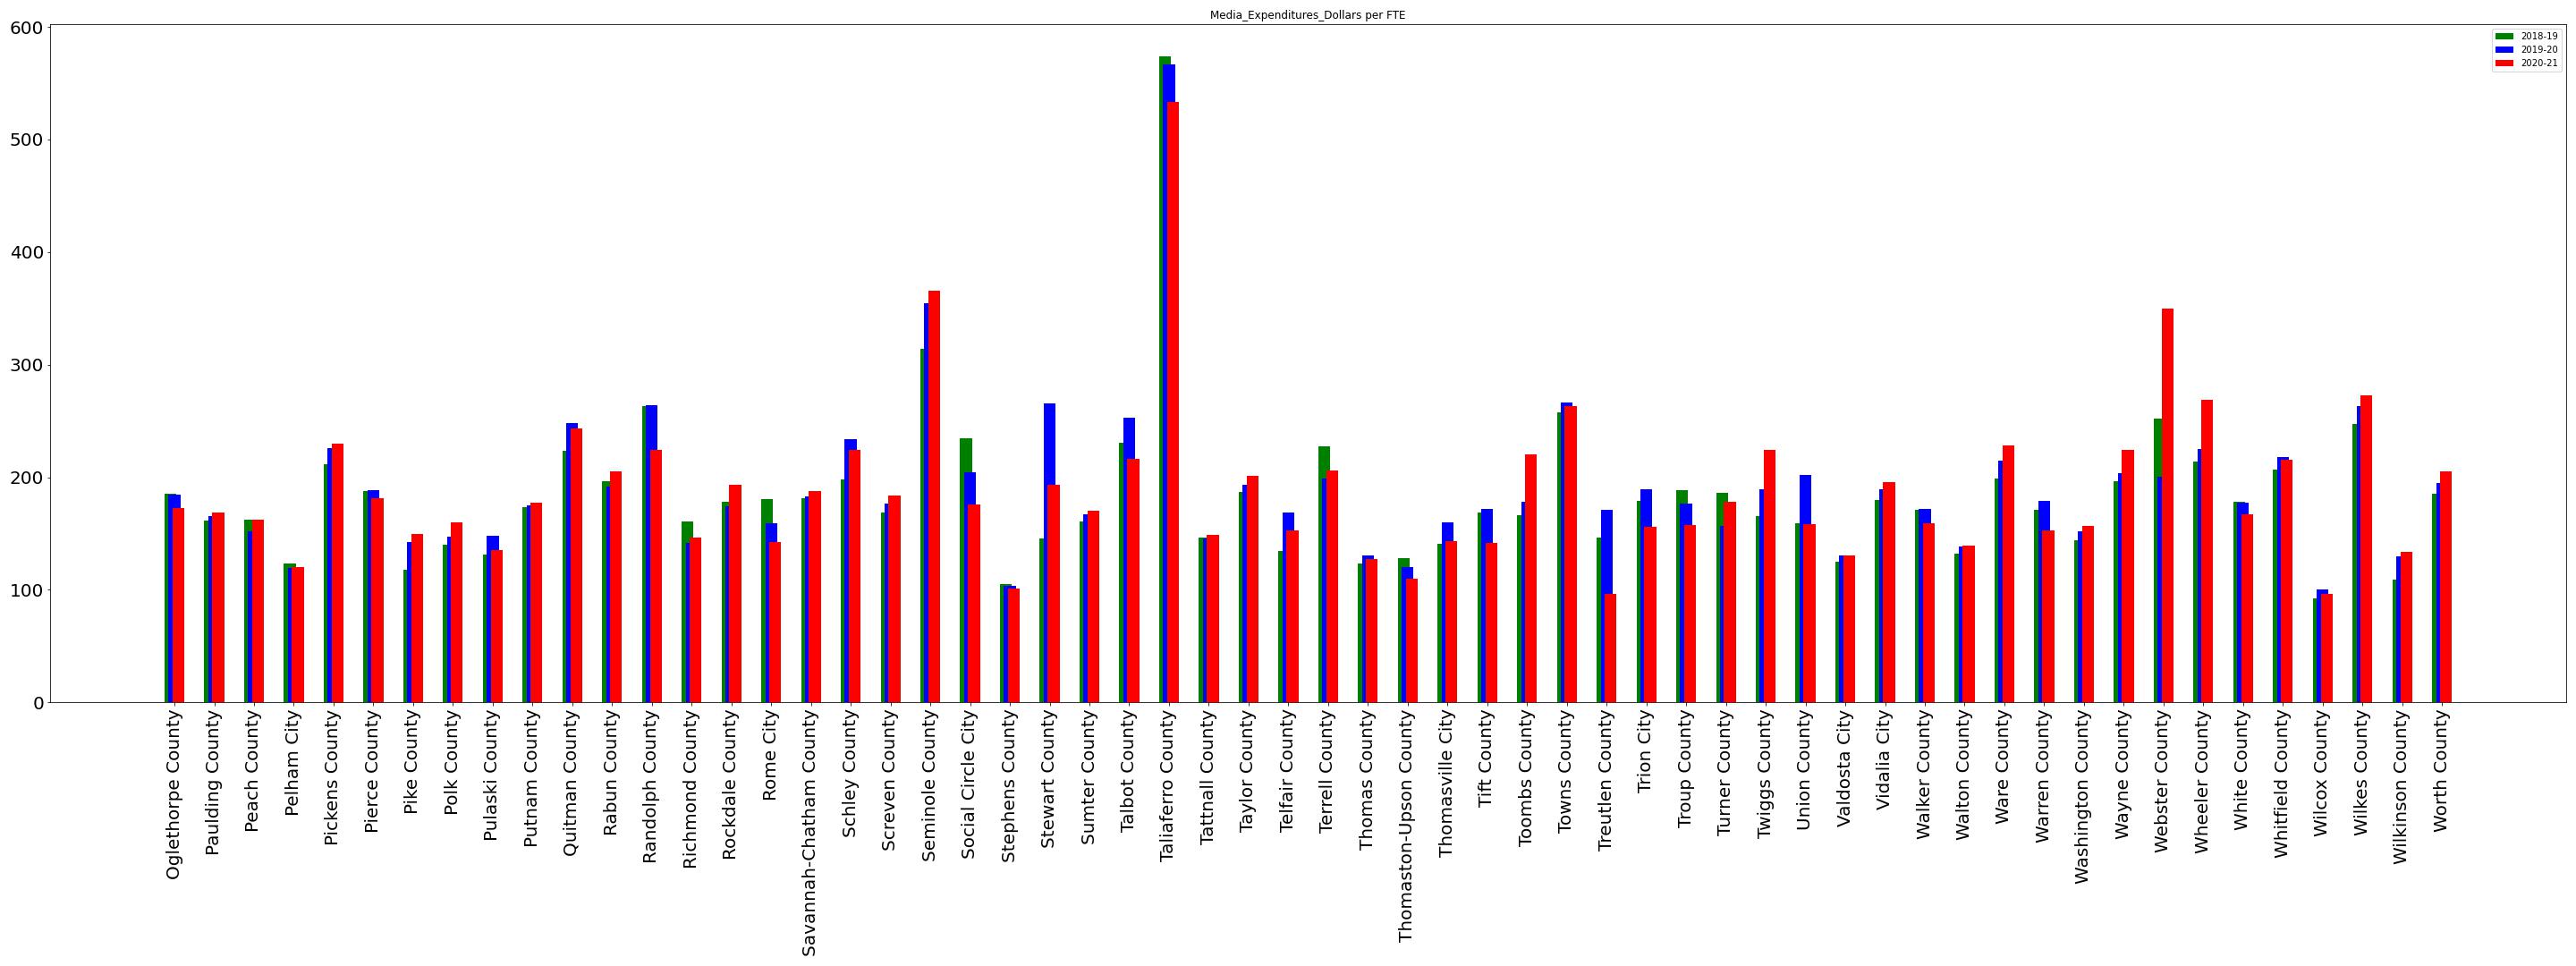 Media_Expenditures_Dollars per FTE
2018-19
2019-20
2020-21
600
500
400
300
200
100
0
Oglethorpe County
Paulding County
Peach County
Pelham City
Pickens County
Pierce County
Pike County
Polk County
Pulaski County
Putnam County
Quitman County
Rabun County
Randolph County
Richmond County
Rockdale County
Rome City
Savannah-Chatham County
Schley County
Screven County
Seminole County
Social Circle City
Stephens County
Stewart County
Sumter County
Talbot County
Taliaferro County
Tattnall County
Taylor County
Telfair County
Terrell County
Thomas County
Thomaston-Upson County
Thomasville City
Tift County
Toombs County
Towns County
Treutlen County
Trion City
Troup County
Turner County
Twiggs County
Union County
Valdosta City
Vidalia City
Walker County
Walton County
Ware County
Warren County
Washington County
Wayne County
Webster County
Wheeler County
White County
Whitfield County
Wilcox County
Wilkes County
Wilkinson County
Worth County